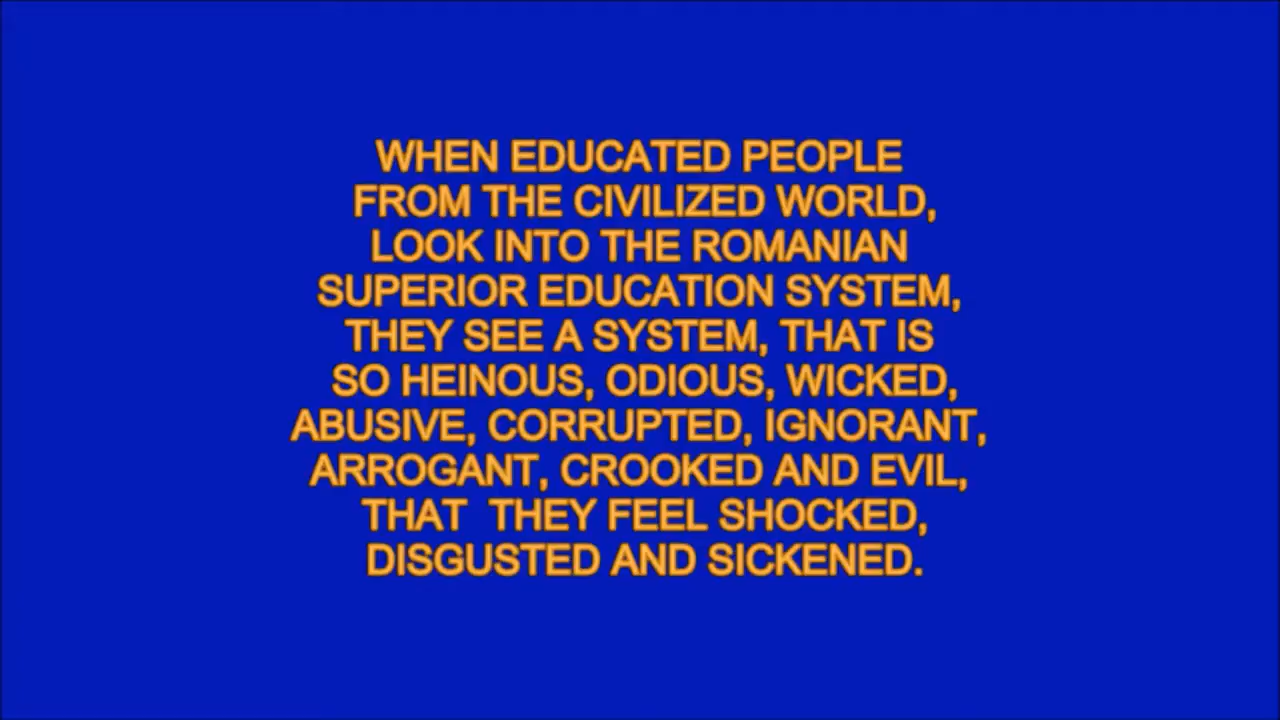 WHEN EDUCATED PEOPLE
FROM THE CIVILIZED WORLD,
LOOK INTO THE ROMANIAN
SUPERIOR EDUCATION SYSTEM,
THEY SEE A SYSTEM, THAT IS
SO HEINOUS, ODIOUS, WICKED,
ABUSIVE, CORRUPTED, IGNORANT,
ARROGANT, CROOKED AND EVIL,
THAT  THEY FEEL SHOCKED,
DISGUSTED AND SICKENED.